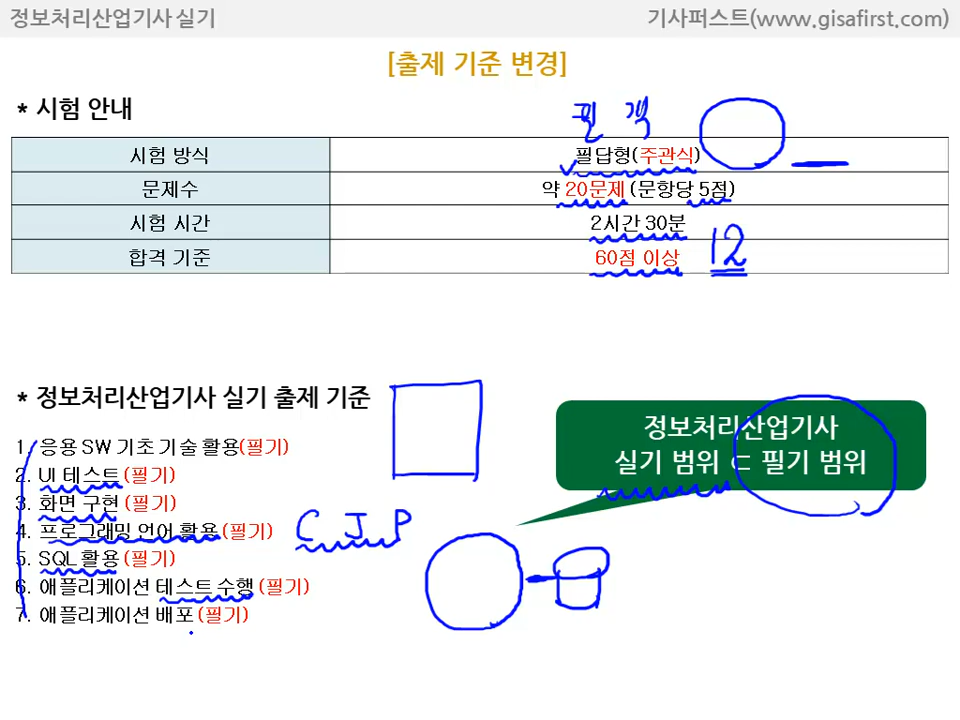 정보처리산업기사 실기
기사퍼스트(www.gisafirst.com)
[출제 기준 변경]
* 시험 안내
필 객
시험 방식 필답형(주관식)
문제수 약 20문제 (문항당 5점)
시험 시간 2시간 30분
합격 기준 60점 이상 12
* 정보처리산업기사 실기 출제 기준
정보처리산업기사
실기 범위 ⊂ 필기 범위
1. 응용 SW 기초 기술 활용(필기)
2. UI 테스트(필기)
3. 화면 구현(필기)
4. 프로그래밍 언어 활용(필기) C J P
5. SQL 활용(필기)
6. 애플리케이션 테스트 수행(필기)
7. 애플리케이션 배포(필기)